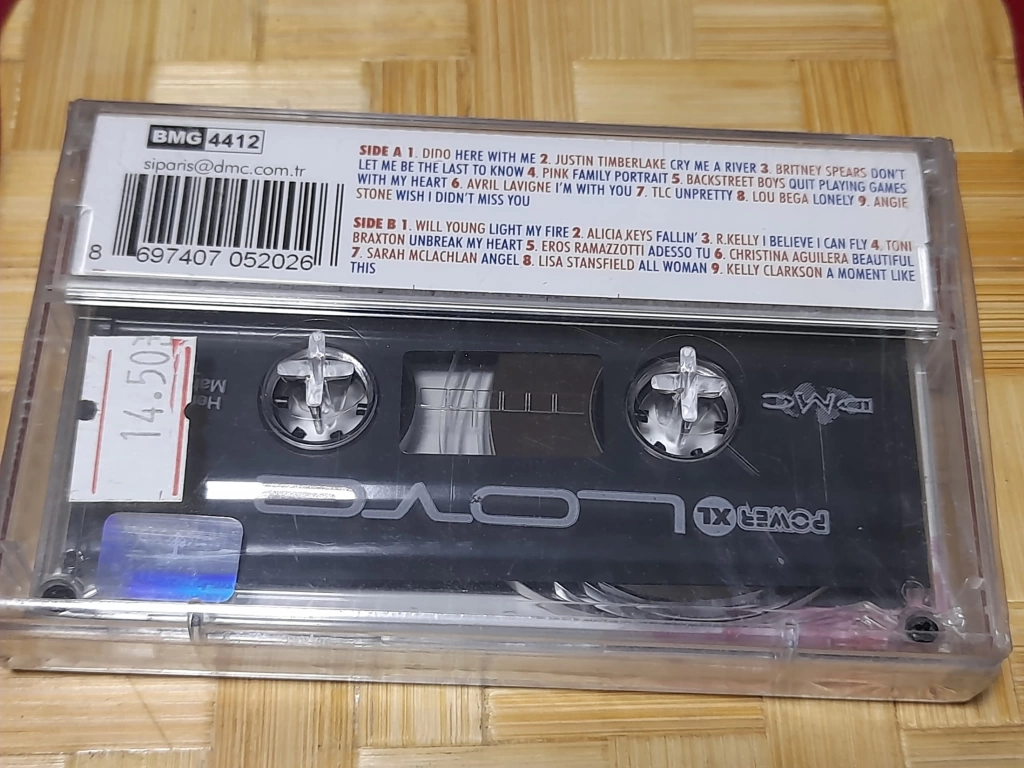 BMG 4412
siparis@dmc.com.tr
8 697407 052026
SIDE A 1. DIDO HERE WITH ME 2. JUSTIN TIMBERLAKE CRY ME A RIVER 3. BRITNEY SPEARS DON'T
LET ME BE THE LAST TO KNOW 4. PINK FAMILY PORTRAIT 5. BACKSTREET BOYS QUIT PLAYING GAMES
WITH MY HEART 6. AVRIL LAVIGNE I'M WITH YOU 7. TLC UNPRETTY 8. LOU BEGA LONELY 9. ANGIE
STONE WISH I DIDN'T MISS YOU
SIDE B 1. WILL YOUNG LIGHT MY FIRE 2. ALICIA KEYS FALLIN' 3. R.KELLY I BELIEVE I CAN FLY 4. TONI
BRAXTON UNBREAK MY HEART 5. EROS RAMAZZOTTI ADESSO TU 6. CHRISTINA AGUILERA BEAUTIFUL
7. SARAH MCLACHLAN ANGEL 8. LISA STANSFIELD ALL WOMAN 9. KELLY CLARKSON A MOMENT LIKE
THIS
14.50
DMC
POWER XL LOVE